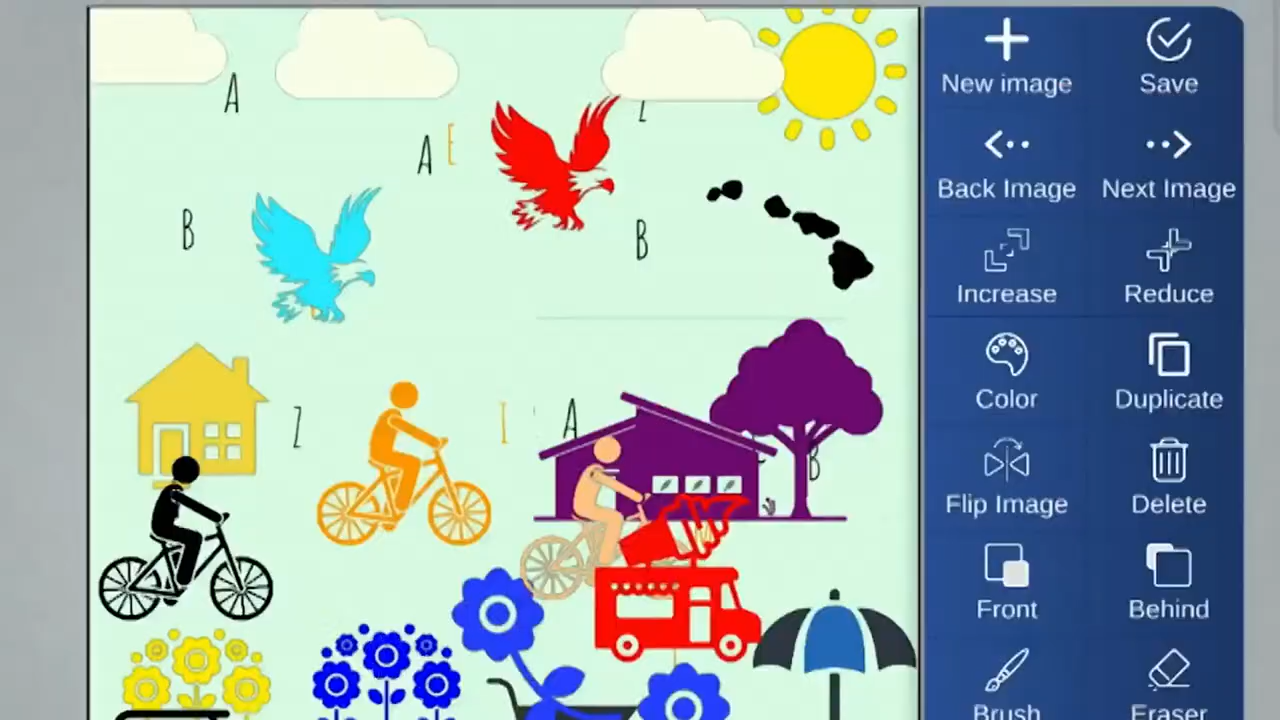 New image
Save
A
Z
A
E
Back Image
Next Image
B
B
Increase
Reduce
Color
Duplicate
A
Z
I
B
Flip Image
Delete
Front
Behind
Brush
Eraser